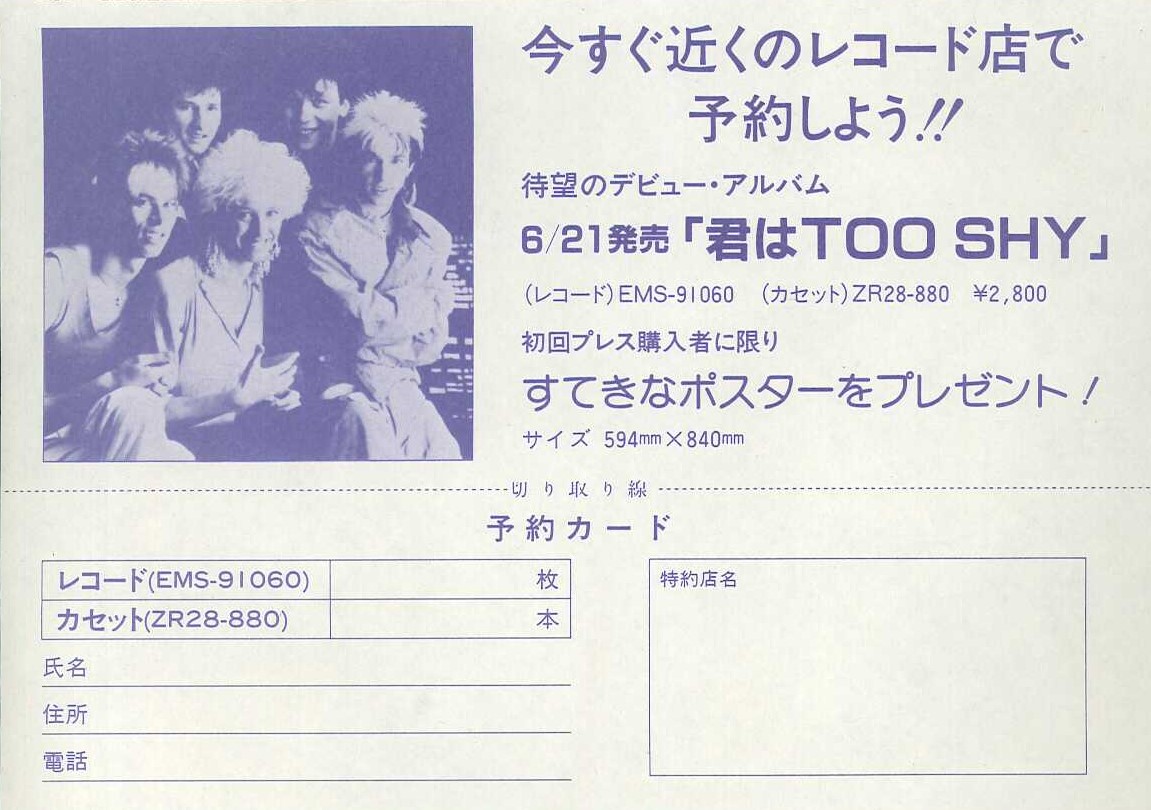 今すぐ近くのレコード店で
予約しよう!!
待望のデビュー・アルバム
6/21発売「君はTOO SHY」
(レコード)EMS-91060 (カセット)ZR28-880 ¥2,800
初回プレス購入者に限り
すてきなポスターをプレゼント!
サイズ 594mm×840mm
切り取り線
予約カード
レコード(EMS-91060) 枚
カセット(ZR28-880) 本
氏名
住所
電話
特約店名